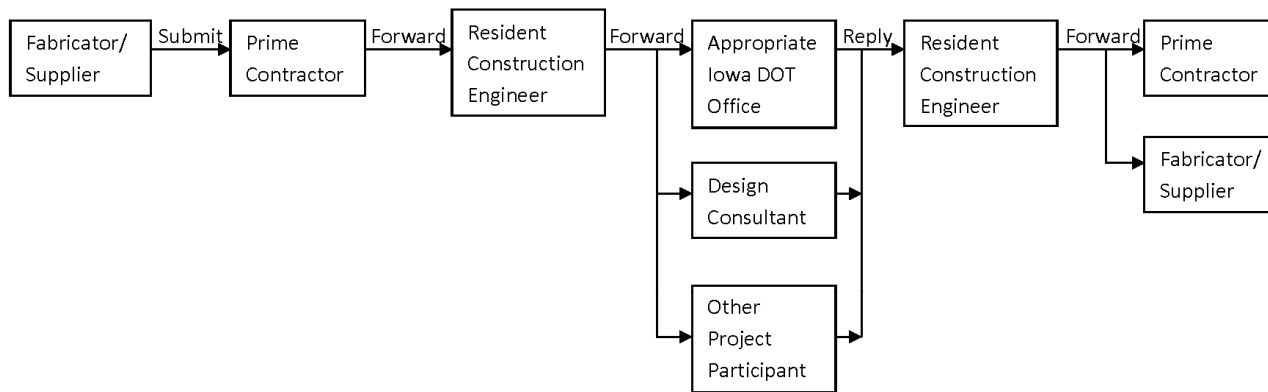 Fabricator/
Supplier
Submit
Prime
Contractor
Forward
Resident
Construction
Engineer
Forward
Appropriate
Iowa DOT
Office
Reply
Resident
Construction
Engineer
Forward
Prime
Contractor
Fabricator/
Supplier
Design
Consultant
Other
Project
Participant